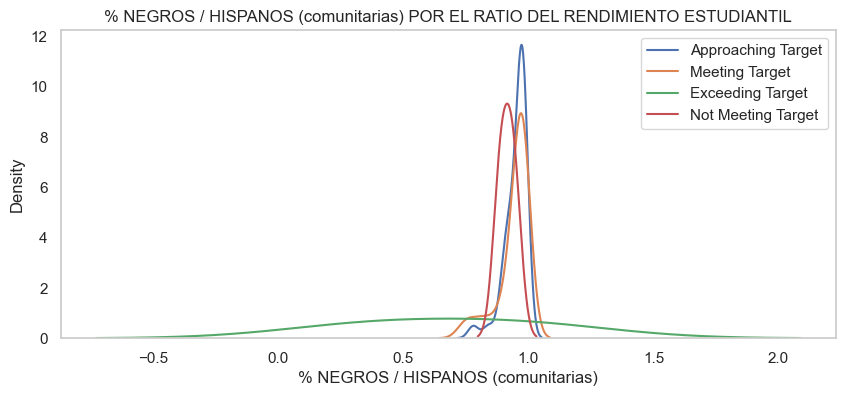 % NEGROS / HISPANOS (comunitarias) POR EL RATIO DEL RENDIMIENTO ESTUDIANTIL
12
10
8
6
4
2
0
Density
Approaching Target
Meeting Target
Exceeding Target
Not Meeting Target
−0.5 0.0 0.5 1.0 1.5 2.0
% NEGROS / HISPANOS (comunitarias)